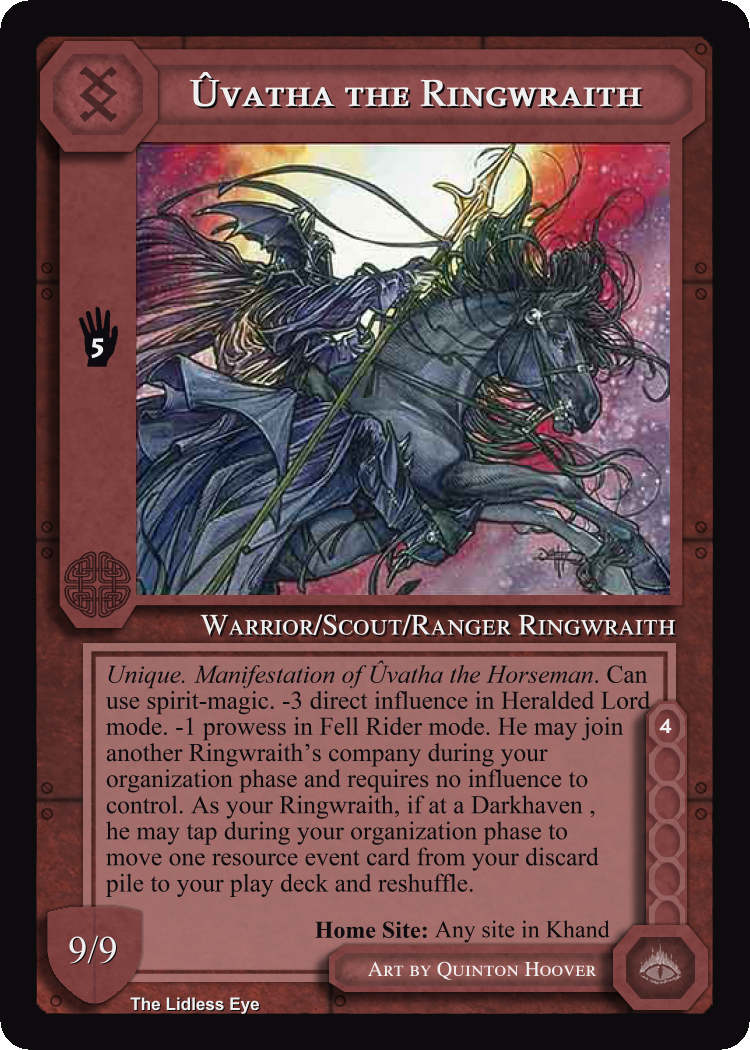 Ûvatha the Ringwraith
5
Warrior/Scout/Ranger Ringwraith
Unique. Manifestation of Ûvatha the Horseman. Can
use spirit-magic. -3 direct influence in Heralded Lord
mode. -1 prowess in Fell Rider mode. He may join
another Ringwraith's company during your
organization phase and requires no influence to
control. As your Ringwraith, if at a Darkhaven ,
he may tap during your organization phase to
move one resource event card from your discard
pile to your play deck and reshuffle.
4
Home Site: Any site in Khand
9/9
Art by Quinton Hoover
The Lidless Eye